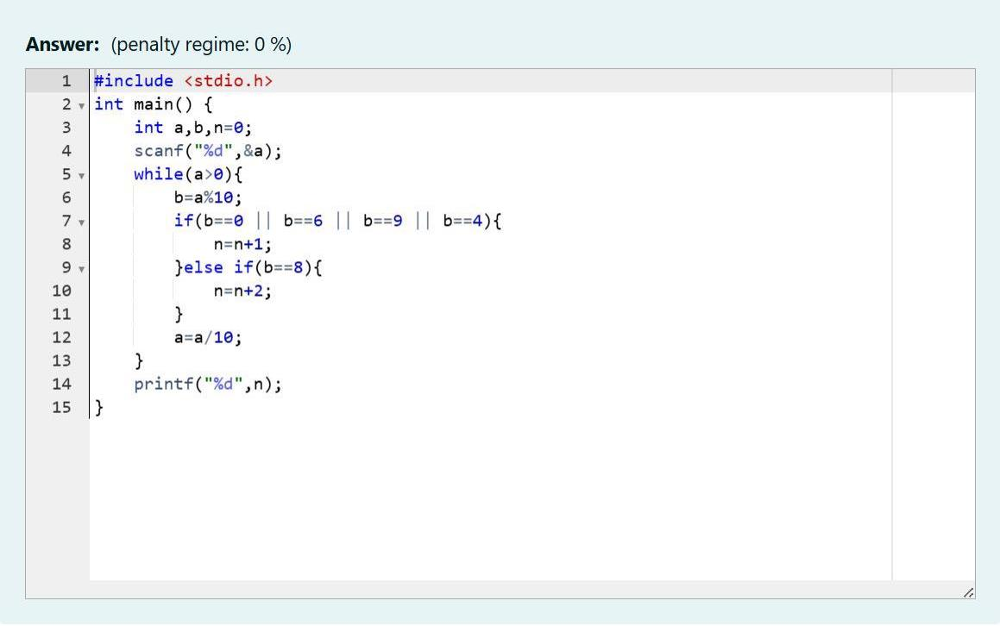 Answer: (penalty regime: 0 %)
1 #include <stdio.h>
2 int main() {
3     int a,b,n=0;
4     scanf("%d",&a);
5     while(a>0){
6         b=a%10;
7         if(b==0 || b==6 || b==9 || b==4){
8             n=n+1;
9         }else if(b==8){
10             n=n+2;
11         }
12         a=a/10;
13     }
14     printf("%d",n);
15 }